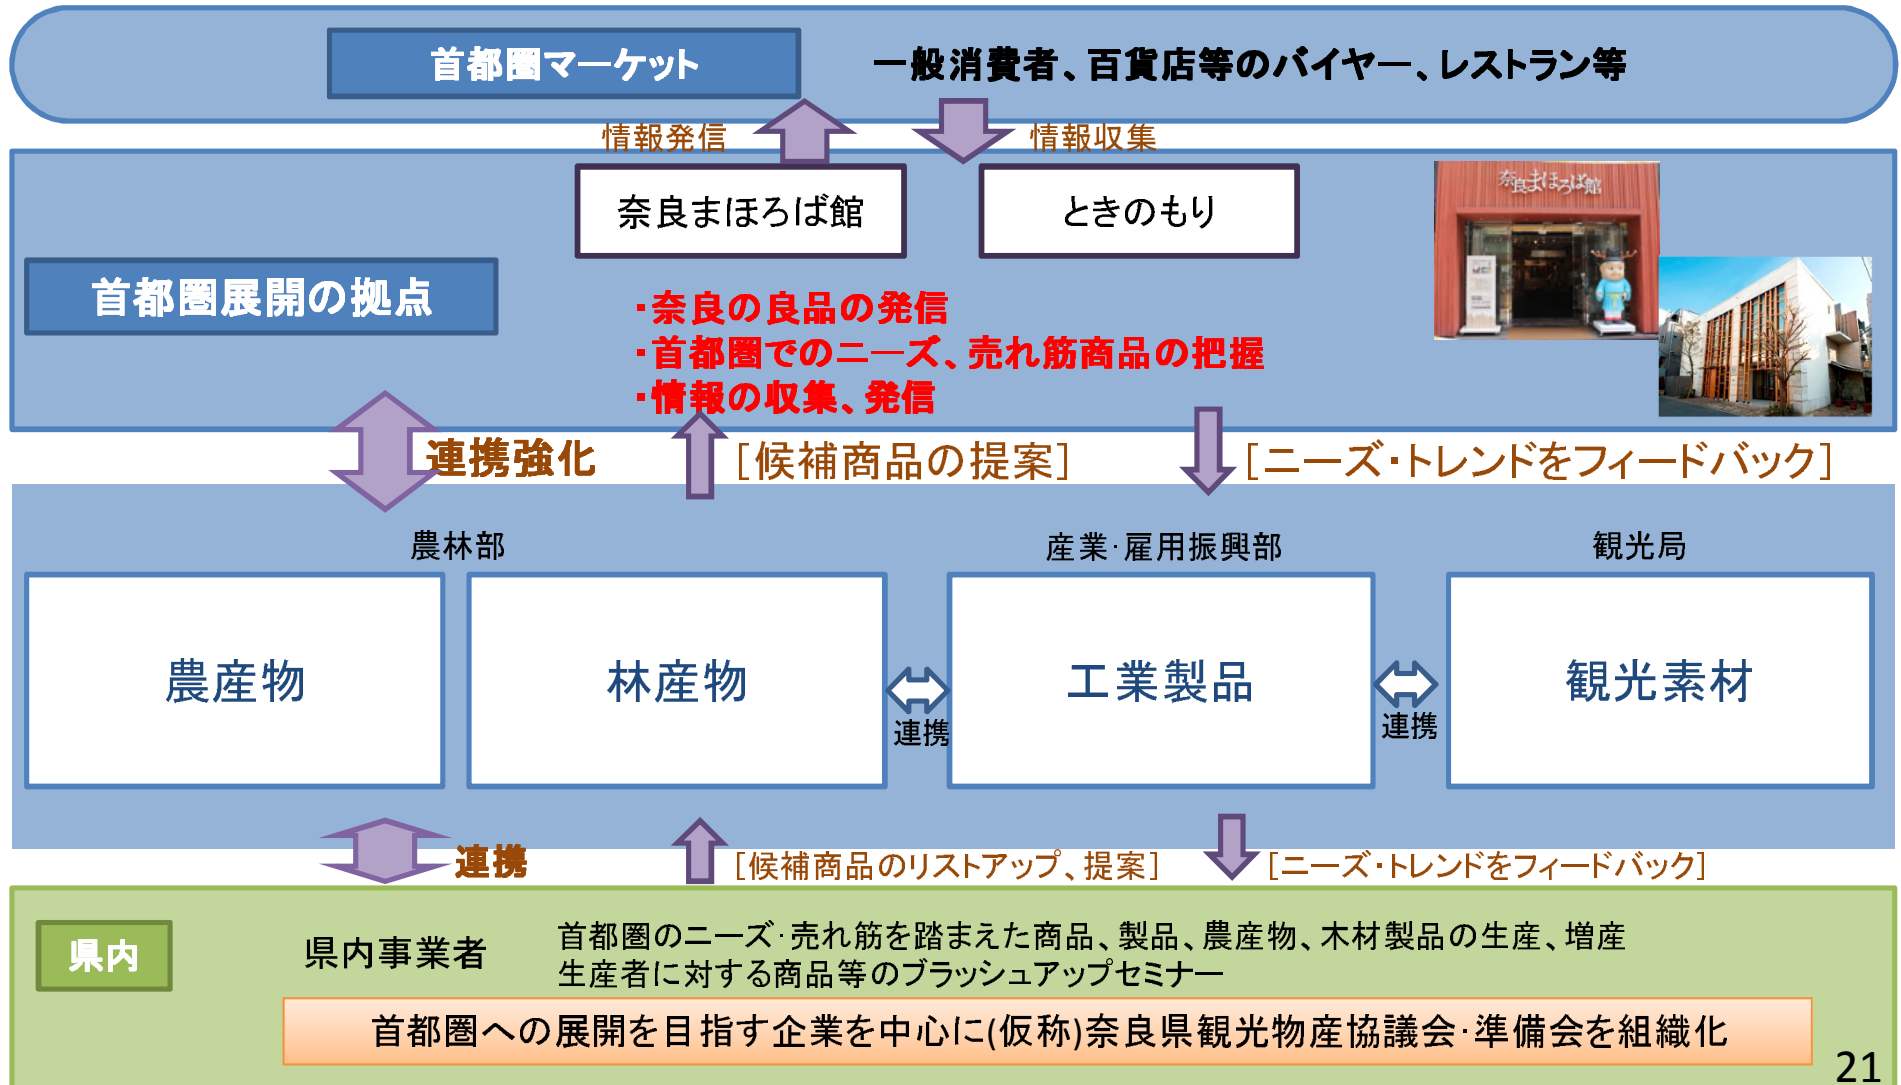 首都圏マーケット
一般消費者、百貨店等のバイヤー、レストラン等
情報発信
情報収集
奈良まほろば館
ときのもり
奈良まほろば館
首都圏展開の拠点
・奈良の良品の発信
・首都圏でのニーズ、売れ筋商品の把握
・情報の収集、発信
連携強化
[候補商品の提案]
[ニーズ・トレンドをフィードバック]
農林部
産業・雇用振興部
観光局
農産物
林産物
工業製品
観光素材
連携
連携
連携
[候補商品のリストアップ、提案]
[ニーズ・トレンドをフィードバック]
県内
県内事業者
首都圏のニーズ・売れ筋を踏まえた商品、製品、農産物、木材製品の生産、増産
生産者に対する商品等のブラッシュアップセミナー
首都圏への展開を目指す企業を中心に(仮称)奈良県観光物産協議会・準備会を組織化
21